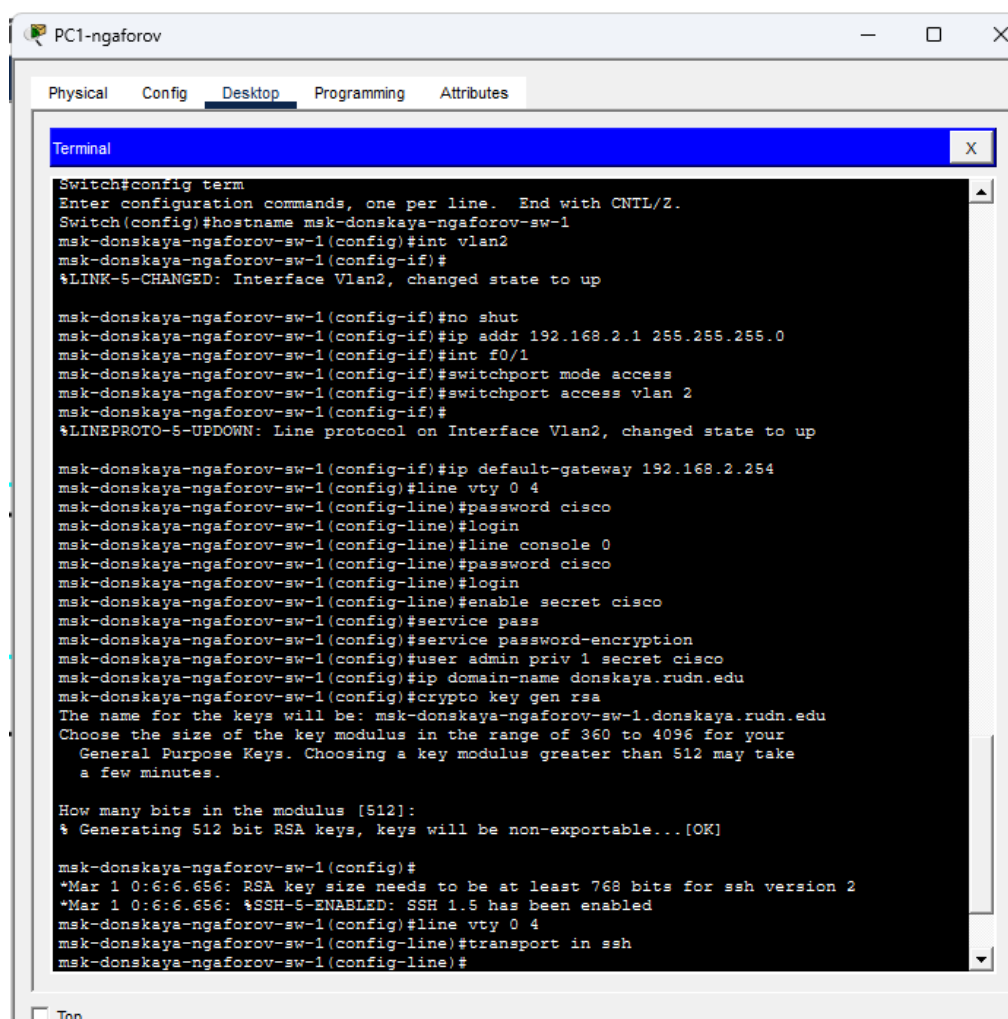 PC1-ngaforov
Physical Config Desktop Programming Attributes
Terminal X
Switch#config term
Enter configuration commands, one per line.  End with CNTL/Z.
Switch(config)#hostname msk-donskaya-ngaforov-sw-1
msk-donskaya-ngaforov-sw-1(config)#int vlan2
msk-donskaya-ngaforov-sw-1(config-if)#
%LINK-5-CHANGED: Interface Vlan2, changed state to up
msk-donskaya-ngaforov-sw-1(config-if)#no shut
msk-donskaya-ngaforov-sw-1(config-if)#ip addr 192.168.2.1 255.255.255.0
msk-donskaya-ngaforov-sw-1(config-if)#int f0/1
msk-donskaya-ngaforov-sw-1(config-if)#switchport mode access
msk-donskaya-ngaforov-sw-1(config-if)#switchport access vlan 2
msk-donskaya-ngaforov-sw-1(config-if)#
%LINEPROTO-5-UPDOWN: Line protocol on Interface Vlan2, changed state to up
msk-donskaya-ngaforov-sw-1(config-if)#ip default-gateway 192.168.2.254
msk-donskaya-ngaforov-sw-1(config)#line vty 0 4
msk-donskaya-ngaforov-sw-1(config-line)#password cisco
msk-donskaya-ngaforov-sw-1(config-line)#login
msk-donskaya-ngaforov-sw-1(config-line)#line console 0
msk-donskaya-ngaforov-sw-1(config-line)#password cisco
msk-donskaya-ngaforov-sw-1(config-line)#login
msk-donskaya-ngaforov-sw-1(config-line)#enable secret cisco
msk-donskaya-ngaforov-sw-1(config)#service pass
msk-donskaya-ngaforov-sw-1(config)#service password-encryption
msk-donskaya-ngaforov-sw-1(config)#user admin priv 1 secret cisco
msk-donskaya-ngaforov-sw-1(config)#ip domain-name donskaya.rudn.edu
msk-donskaya-ngaforov-sw-1(config)#crypto key gen rsa
The name for the keys will be: msk-donskaya-ngaforov-sw-1.donskaya.rudn.edu
Choose the size of the key modulus in the range of 360 to 4096 for your
General Purpose Keys. Choosing a key modulus greater than 512 may take
a few minutes.
How many bits in the modulus [512]:
% Generating 512 bit RSA keys, keys will be non-exportable...[OK]
msk-donskaya-ngaforov-sw-1(config)#
*Mar 1 0:6:6.656: RSA key size needs to be at least 768 bits for ssh version 2
*Mar 1 0:6:6.656: %SSH-5-ENABLED: SSH 1.5 has been enabled
msk-donskaya-ngaforov-sw-1(config)#line vty 0 4
msk-donskaya-ngaforov-sw-1(config-line)#transport in ssh
msk-donskaya-ngaforov-sw-1(config-line)#
Top